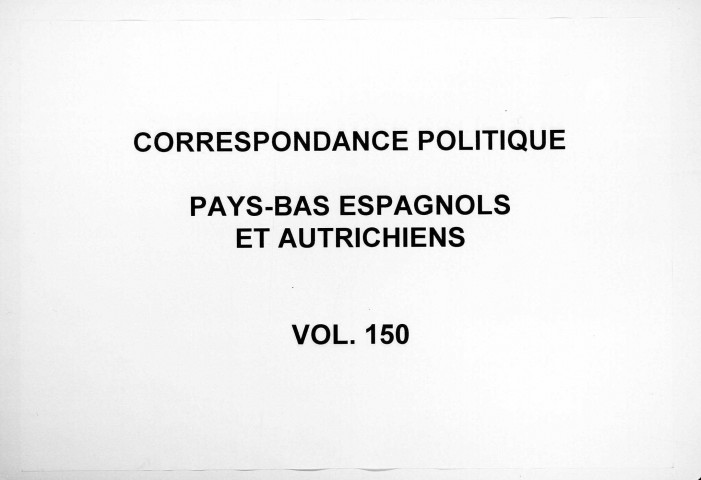 CORRESPONDANCE POLITIQUE
PAYS-BAS ESPAGNOLS
ET AUTRICHIENS
VOL. 150